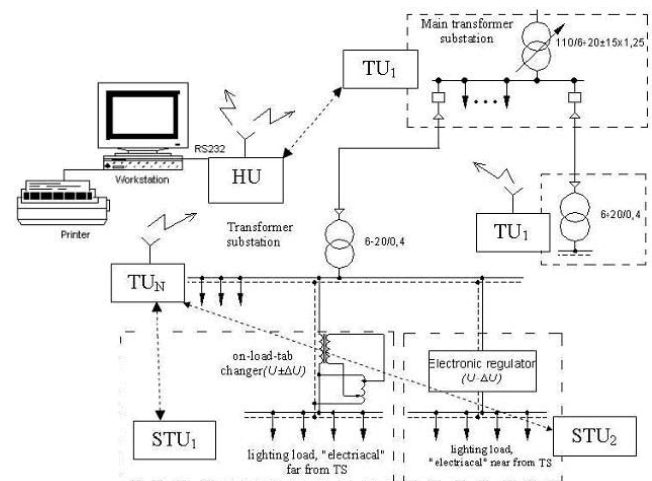 Main transformer
substation
110/6÷20±15x1,25
TU1
RS232
HU
Workstation
Printer
Transformer
substation
6-20/0,4
TU1
6÷20/0,4
TUN
on-load-tab
changer(U±ΔU)
Electronic regulator
(U-ΔU)
STU1
lighting load, "electriacal"
far from TS
lighting load,
"electriacal" near from TS
STU2